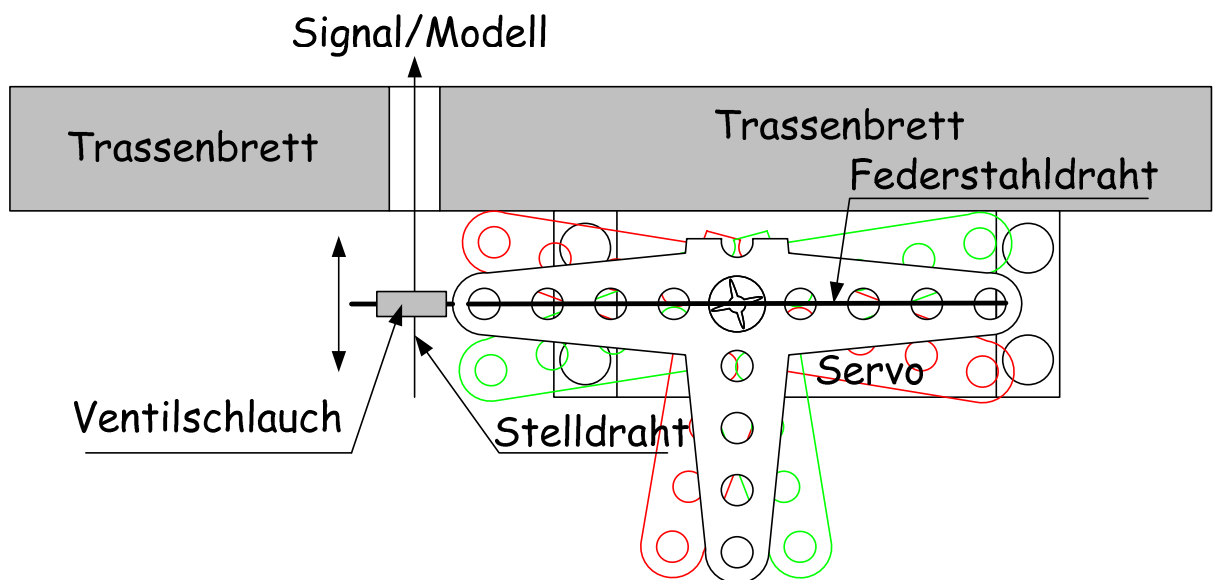 Signal/Modell
Trassenbrett
Trassenbrett
Federstahldraht
Servo
Ventilschlauch
Stelldraht